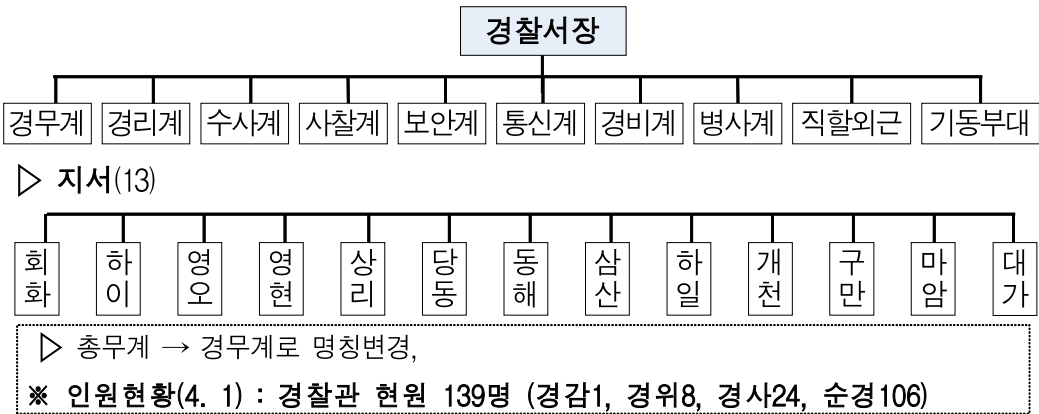 경찰서장
경무계 경리계 수사계 사찰계 보안계 통신계 경비계 병사계 직할외근 기동부대
▷ 지서(13)
회화 하이 영오 영현 상리 당동 동해 삼산 하일 개천 구만 마암 대가
▷ 총무계 → 경무계로 명칭변경,
※ 인원현황(4. 1) : 경찰관 현원 139명 (경감1, 경위8, 경사24, 순경106)